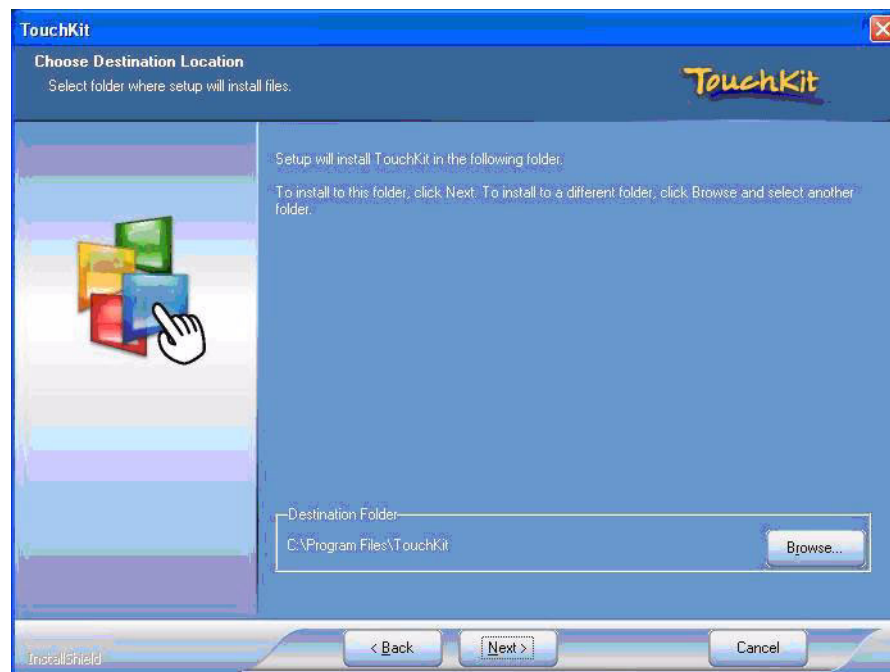 TouchKit
Choose Destination Location
Select folder where setup will install files.
TouchKit
Setup will install TouchKit in the following folder.
To install to this folder, click Next. To install to a different folder, click Browse and select another
folder.
Destination Folder
C:\Program Files\TouchKit
Browse...
InstallShield
< Back
Next >
Cancel